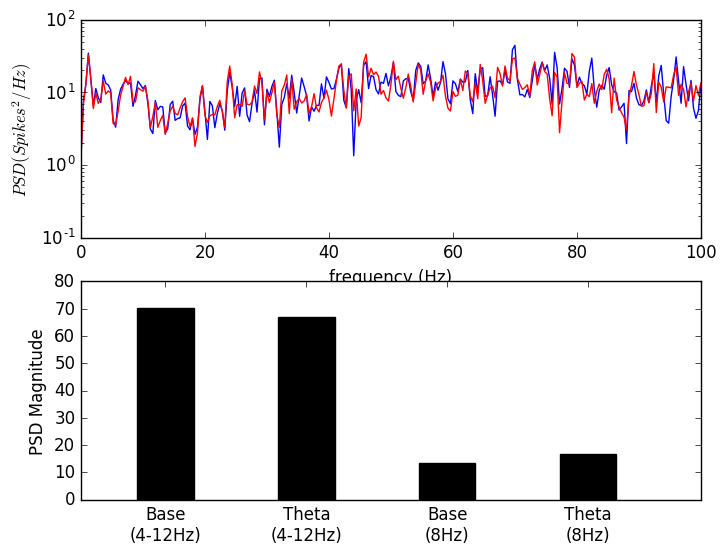 10^2
10^1
10^0
10^-1
PSD(Spikes^2/Hz)
0 20 40 60 80 100
frequency (Hz)
80
70
60
50
40
30
20
10
0
PSD Magnitude
Base Theta Base Theta
(4-12Hz) (4-12Hz) (8Hz) (8Hz)